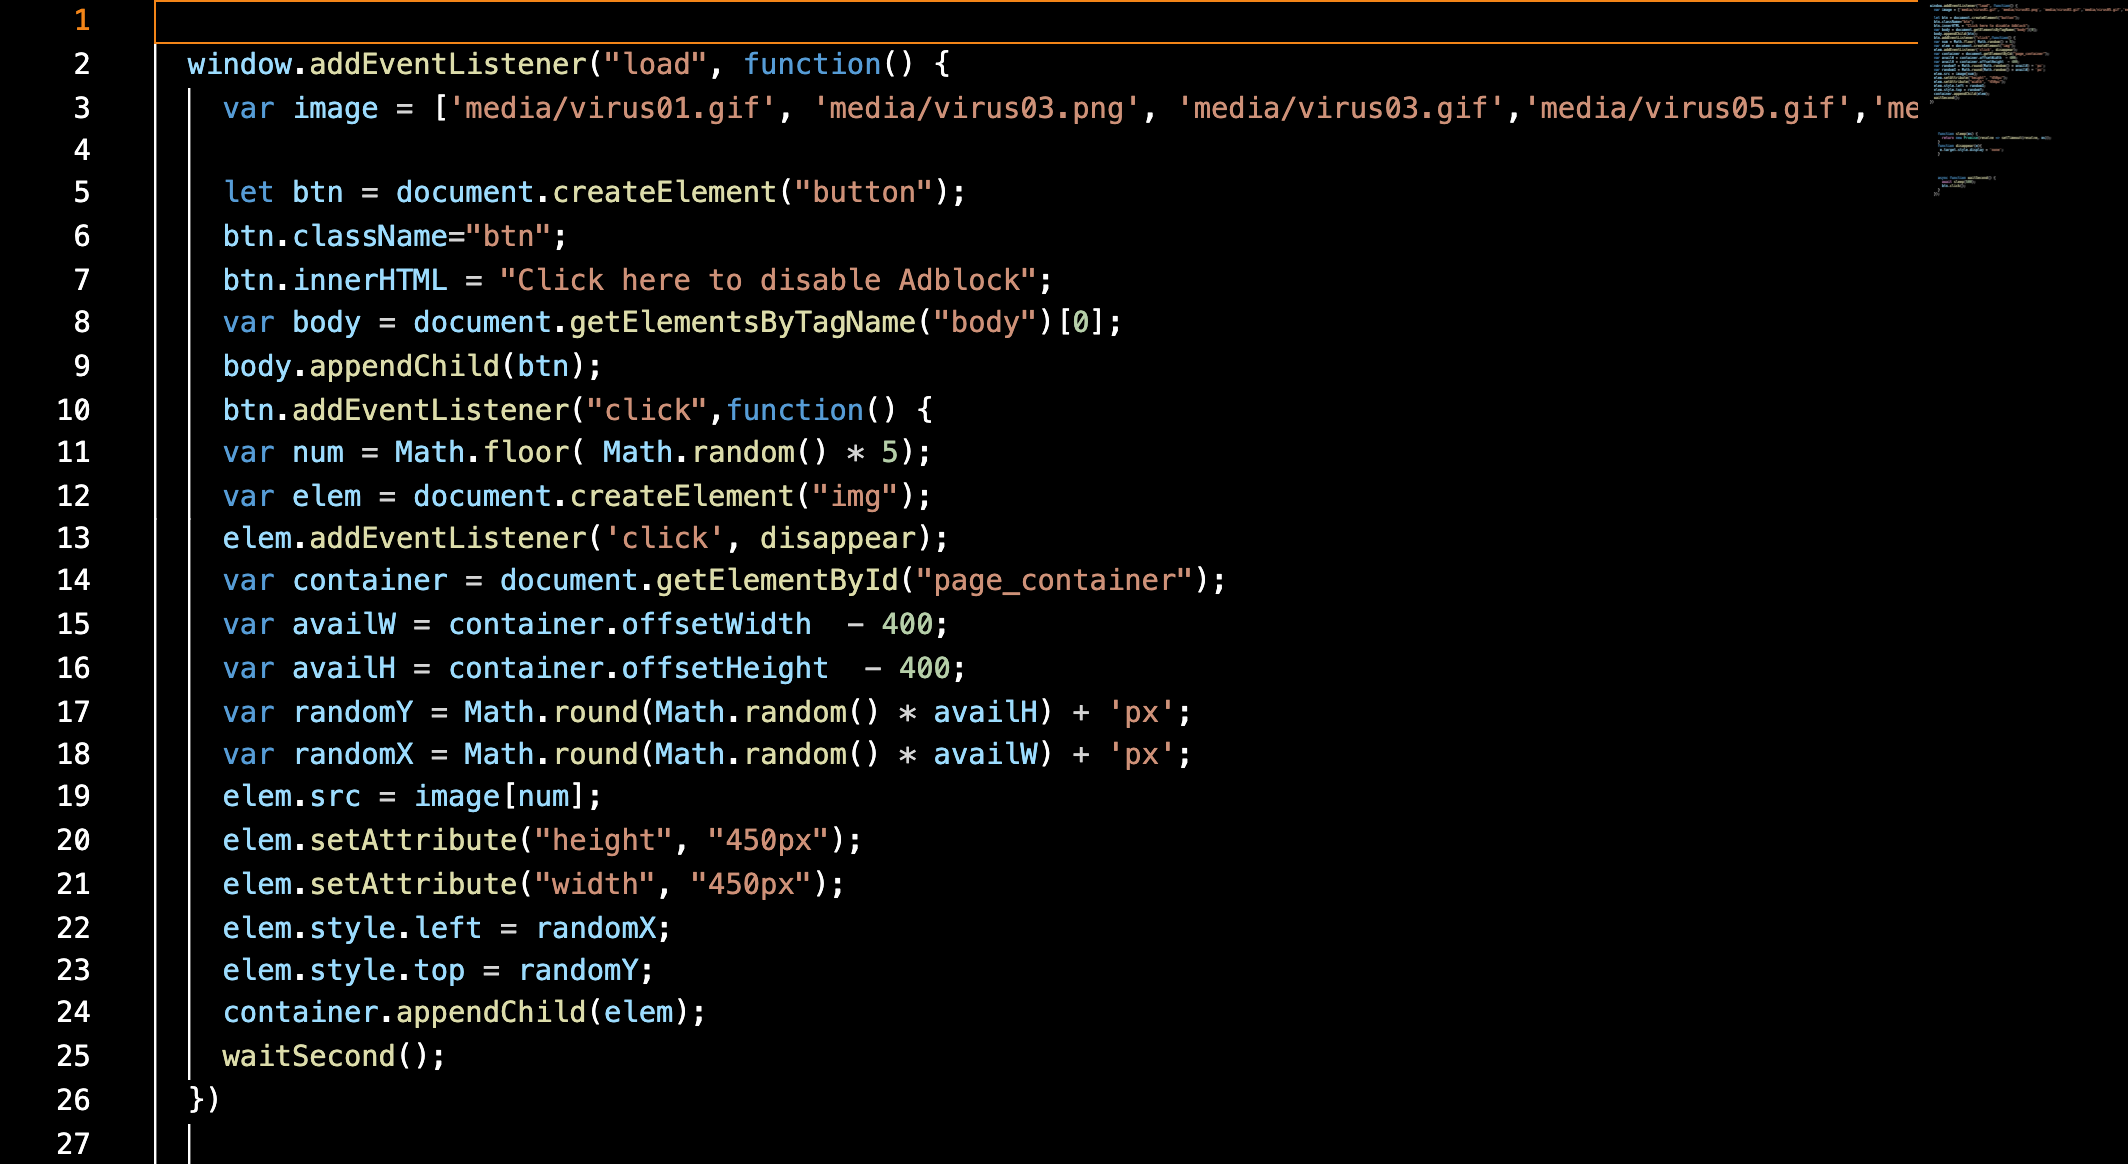 1
2 window.addEventListener("load", function() {
3 var image = ['media/virus01.gif', 'media/virus03.png', 'media/virus03.gif','media/virus05.gif','me
4
5 let btn = document.createElement("button");
6 btn.className="btn";
7 btn.innerHTML = "Click here to disable Adblock";
8 var body = document.getElementsByTagName("body")[0];
9 body.appendChild(btn);
10 btn.addEventListener("click",function() {
11 var num = Math.floor( Math.random() * 5);
12 var elem = document.createElement("img");
13 elem.addEventListener('click', disappear);
14 var container = document.getElementById("page_container");
15 var availW = container.offsetWidth  - 400;
16 var availH = container.offsetHeight  - 400;
17 var randomY = Math.round(Math.random() * availH) + 'px';
18 var randomX = Math.round(Math.random() * availW) + 'px';
19 elem.src = image[num];
20 elem.setAttribute("height", "450px");
21 elem.setAttribute("width", "450px");
22 elem.style.left = randomX;
23 elem.style.top = randomY;
24 container.appendChild(elem);
25 waitSecond();
26 })
27